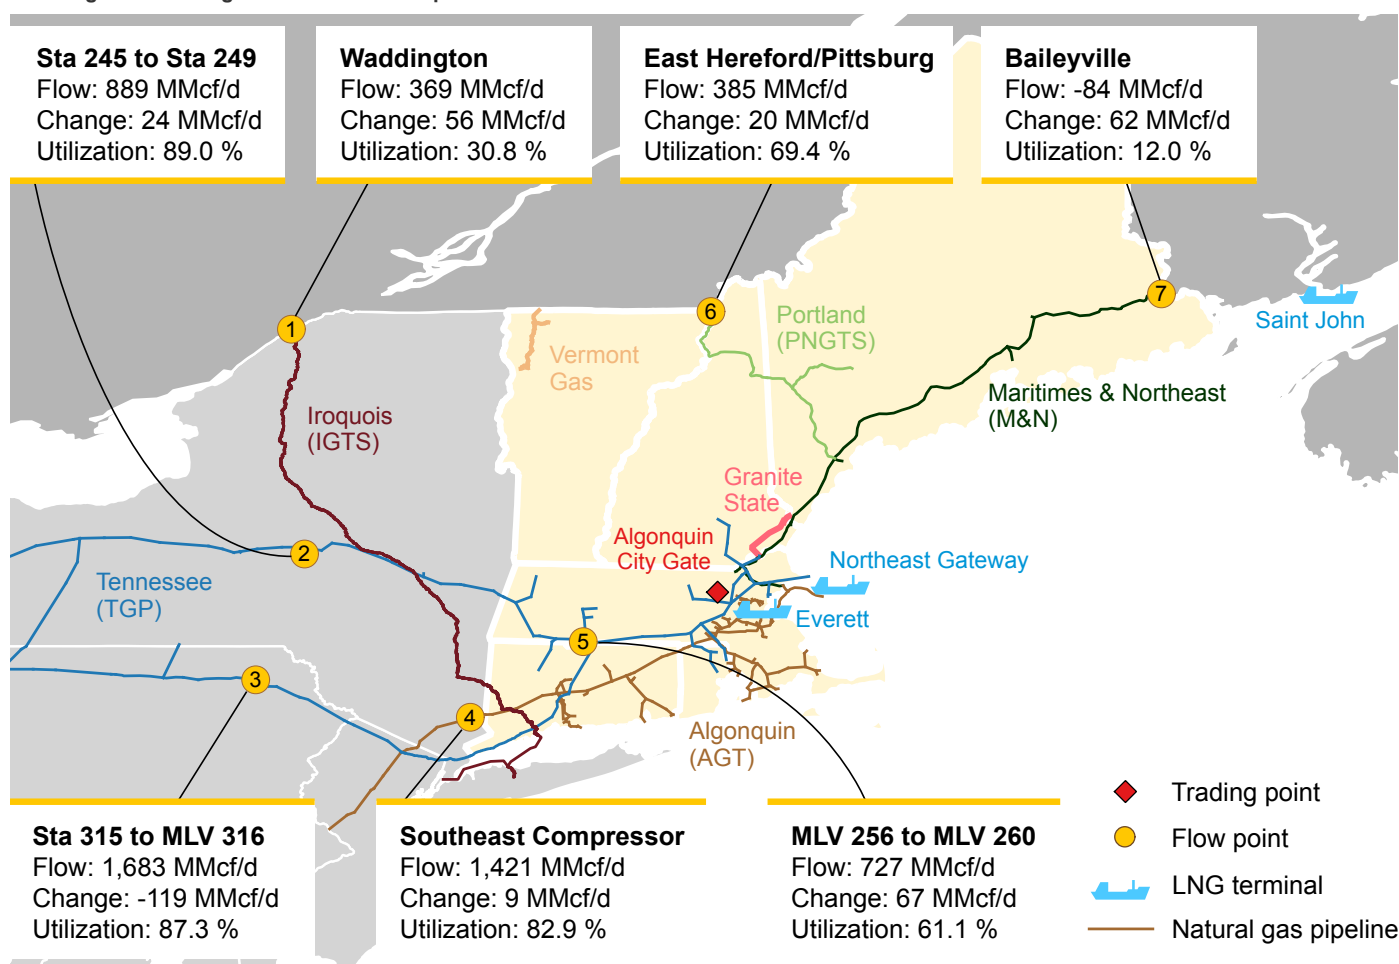 Sta 245 to Sta 249
Flow: 889 MMcf/d
Change: 24 MMcf/d
Utilization: 89.0 %
Waddington
Flow: 369 MMcf/d
Change: 56 MMcf/d
Utilization: 30.8 %
East Hereford/Pittsburg
Flow: 385 MMcf/d
Change: 20 MMcf/d
Utilization: 69.4 %
Baileyville
Flow: -84 MMcf/d
Change: 62 MMcf/d
Utilization: 12.0 %
7
6
1
Saint John
Portland
(PNGTS)
Vermont
Gas
Maritimes & Northeast
(M&N)
Iroquois
(IGTS)
Granite
State
Algonquin
City Gate
2
Northeast Gateway
Tennessee
(TGP)
Everett
5
3
4
Algonquin
(AGT)
Sta 315 to MLV 316
Flow: 1,683 MMcf/d
Change: -119 MMcf/d
Utilization: 87.3 %
Southeast Compressor
Flow: 1,421 MMcf/d
Change: 9 MMcf/d
Utilization: 82.9 %
MLV 256 to MLV 260
Flow: 727 MMcf/d
Change: 67 MMcf/d
Utilization: 61.1 %
Trading point
Flow point
LNG terminal
Natural gas pipeline